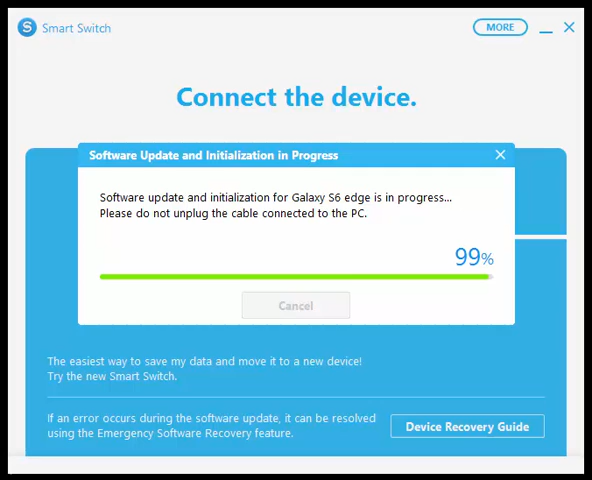 S Smart Switch
MORE
Connect the device.
Software Update and Initialization in Progress
Software update and initialization for Galaxy S6 edge is in progress...
Please do not unplug the cable connected to the PC.
99%
Cancel
The easiest way to save my data and move it to a new device!
Try the new Smart Switch.
If an error occurs during the software update, it can be resolved
using the Emergency Software Recovery feature.
Device Recovery Guide